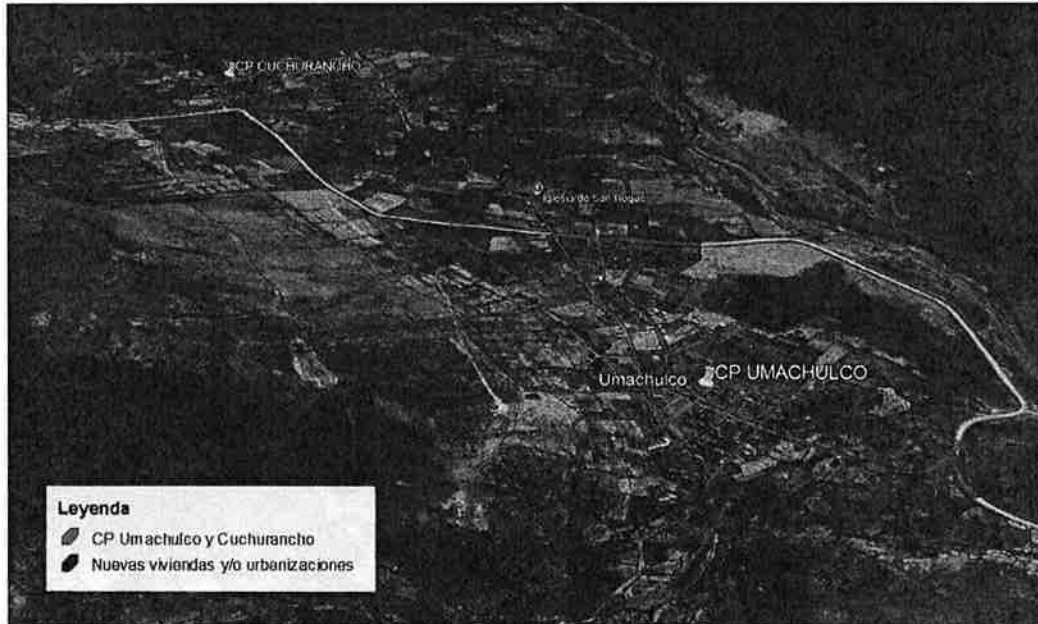 CP CUCHURANCHO
Iglesia de San Roque
Umachulco
CP UMACHULCO
Leyenda
CP Umachulco y Cuchurancho
Nuevas viviendas y/o urbanizaciones